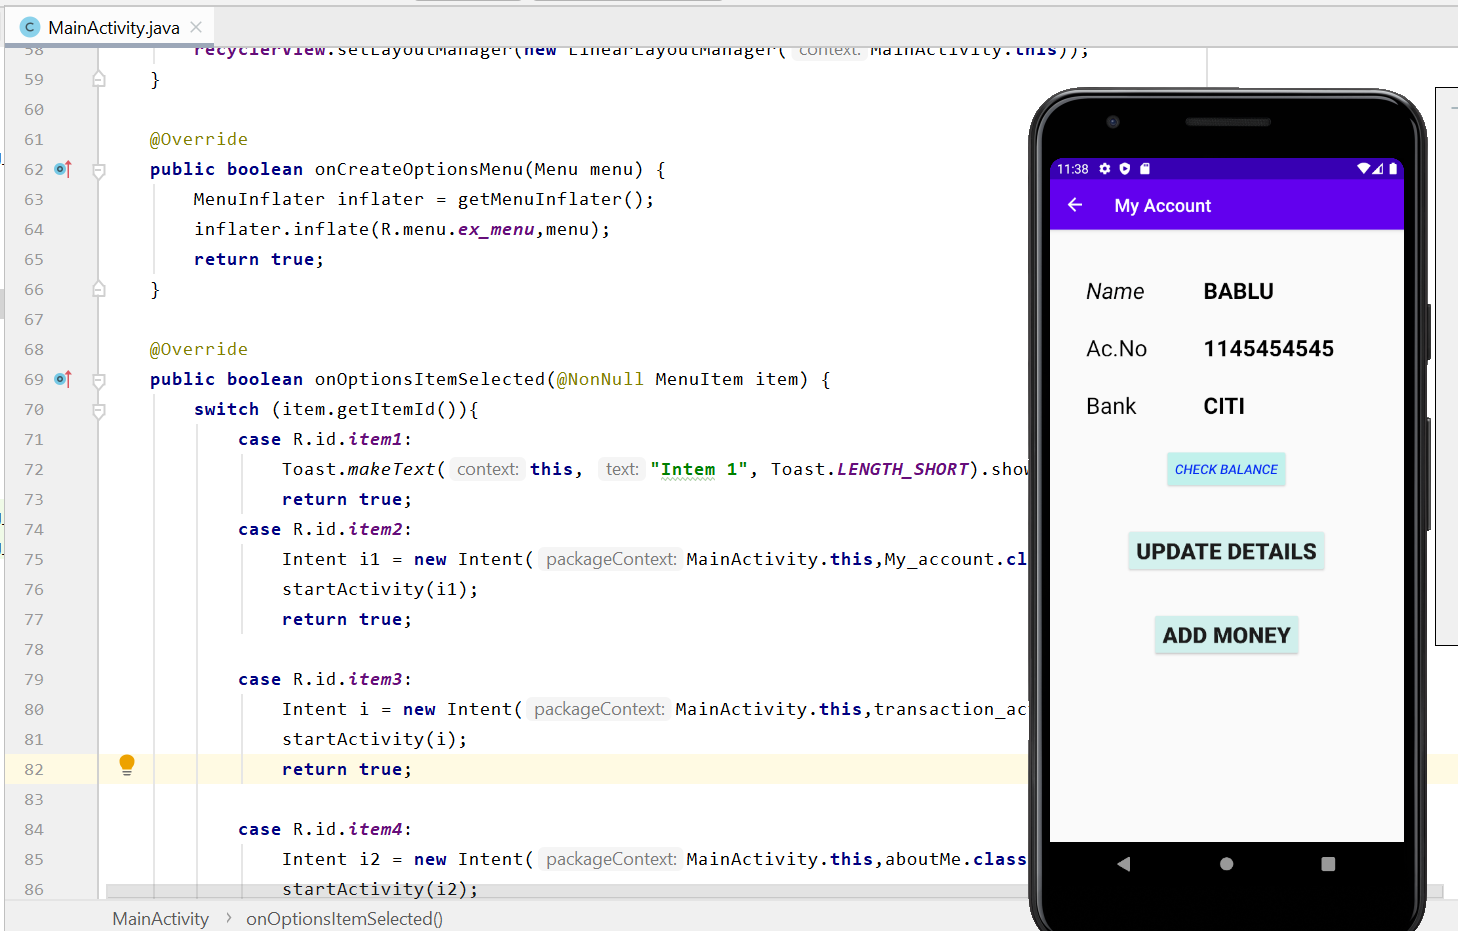 MainActivity.java
58 recyclerView.setLayoutManager(new LinearLayoutManager( context: MainActivity.this));
59 }
60
61 @Override
62 public boolean onCreateOptionsMenu(Menu menu) {
63 MenuInflater inflater = getMenuInflater();
64 inflater.inflate(R.menu.ex_menu,menu);
65 return true;
66 }
67
68 @Override
69 public boolean onOptionsItemSelected(@NonNull MenuItem item) {
70 switch (item.getItemId()){
71 case R.id.item1:
72 Toast.makeText( context: this, text: "Intem 1", Toast.LENGTH_SHORT).show
73 return true;
74 case R.id.item2:
75 Intent i1 = new Intent( packageContext: MainActivity.this,My_account.cl
76 startActivity(i1);
77 return true;
78
79 case R.id.item3:
80 Intent i = new Intent( packageContext: MainActivity.this,transaction_ac
81 startActivity(i);
82 return true;
83
84 case R.id.item4:
85 Intent i2 = new Intent( packageContext: MainActivity.this,aboutMe.class
86 startActivity(i2);
MainActivity > onOptionsItemSelected()
11:38
My Account
Name BABLU
Ac.No 1145454545
Bank CITI
CHECK BALANCE
UPDATE DETAILS
ADD MONEY